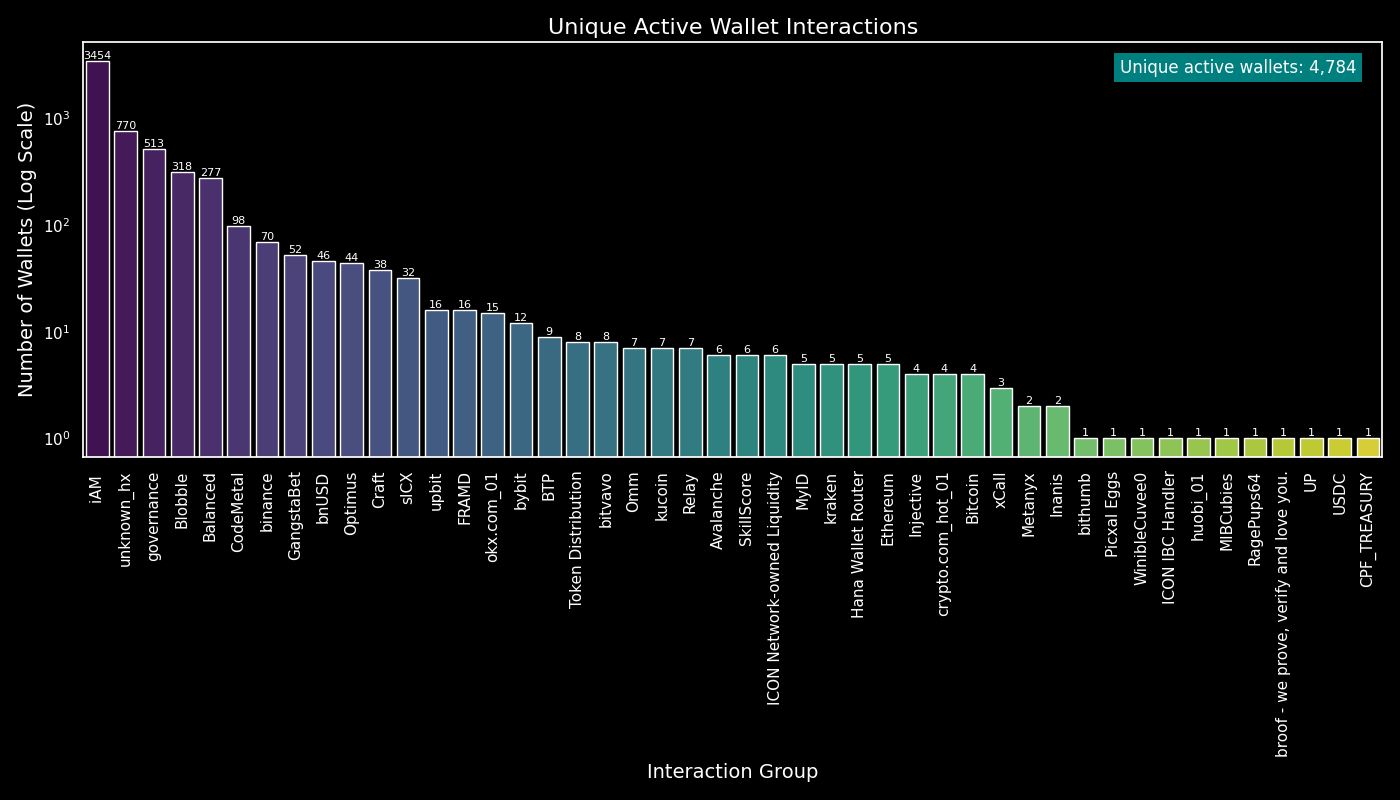 Unique Active Wallet Interactions
Unique active wallets: 4,784
Number of Wallets (Log Scale)
10³
10²
10¹
10⁰
3454
770
513
318
277
98
70
52
46
44
38
32
16
16
15
12
9
8
8
7
7
7
6
6
6
5
5
5
5
4
4
4
3
2
2
1
1
1
1
1
1
1
1
1
1
1
iAM
unknown_hx
governance
Blobble
Balanced
CodeMetal
binance
GangstaBet
bnUSD
Optimus
Craft
sICX
upbit
FRAMD
okx.com_01
bybit
BTP
Token Distribution
bitvavo
Omm
kucoin
Relay
Avalanche
SkillScore
ICON Network-owned Liquidity
MyID
kraken
Hana Wallet Router
Ethereum
Injective
crypto.com_hot_01
Bitcoin
xCall
Metanyx
Inanis
bithumb
Picxal Eggs
WinibleCuvee0
ICON IBC Handler
huobi_01
MIBCubies
RagePups64
broof - we prove, verify and love you.
UP
USDC
CPF_TREASURY
Interaction Group